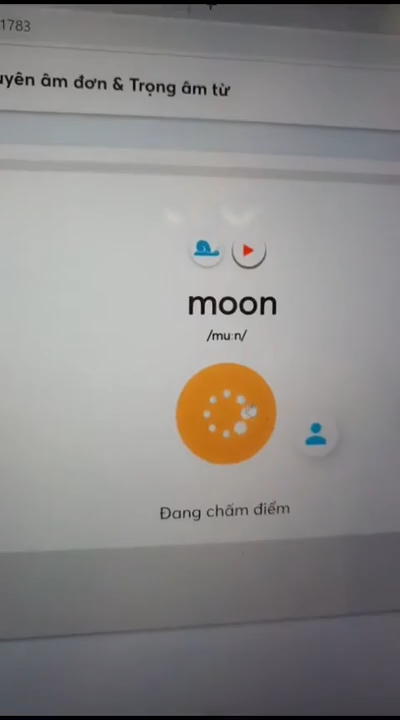 1783
uyên âm đơn & Trọng âm từ
moon
/muːn/
Đang chấm điểm